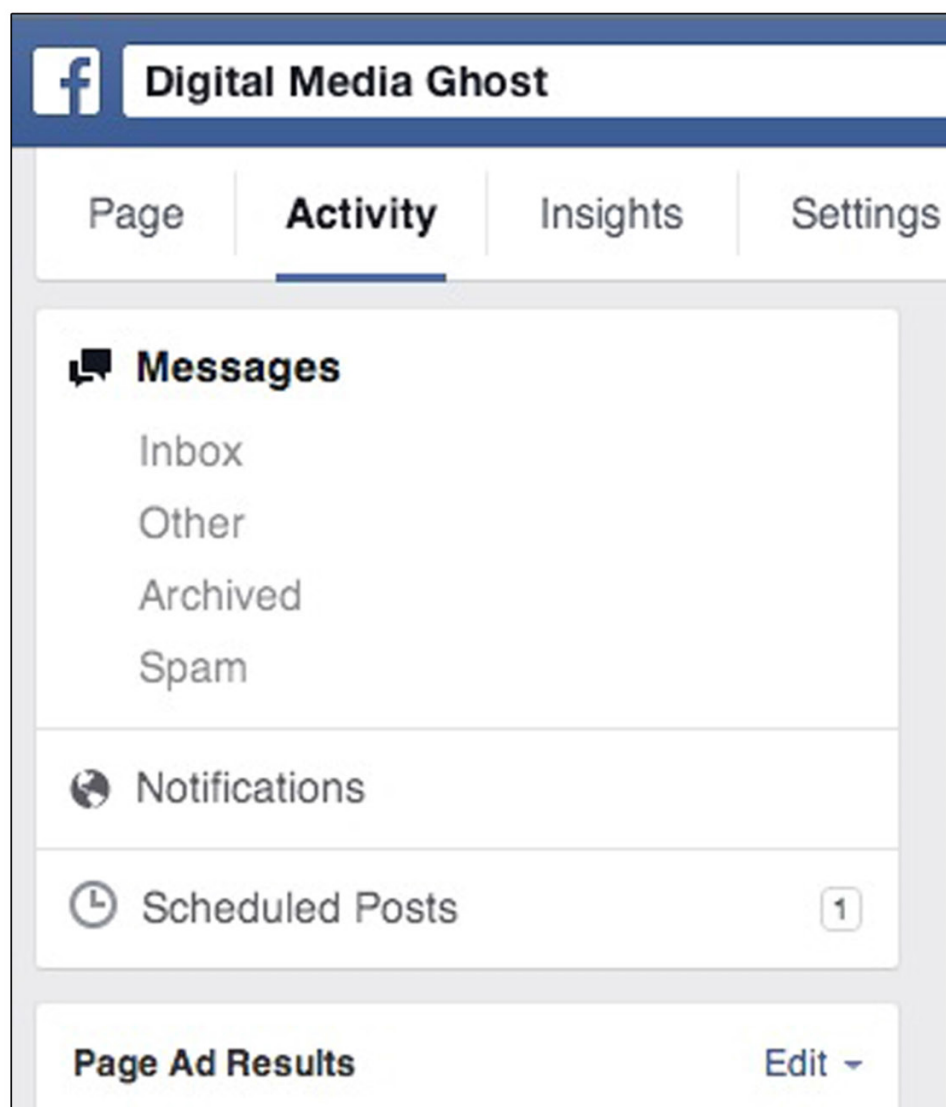 f Digital Media Ghost
Page Activity Insights Settings
Messages
Inbox
Other
Archived
Spam
Notifications
Scheduled Posts 1
Page Ad Results Edit